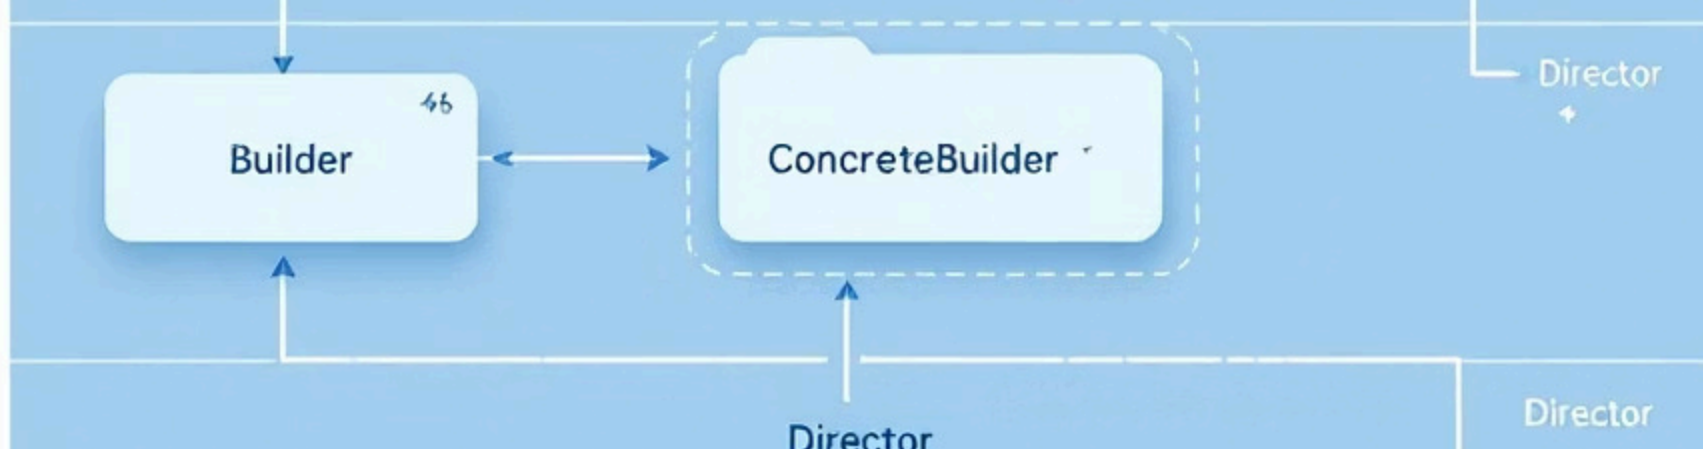 Director
Builder
ConcreteBuilder
Director
Director